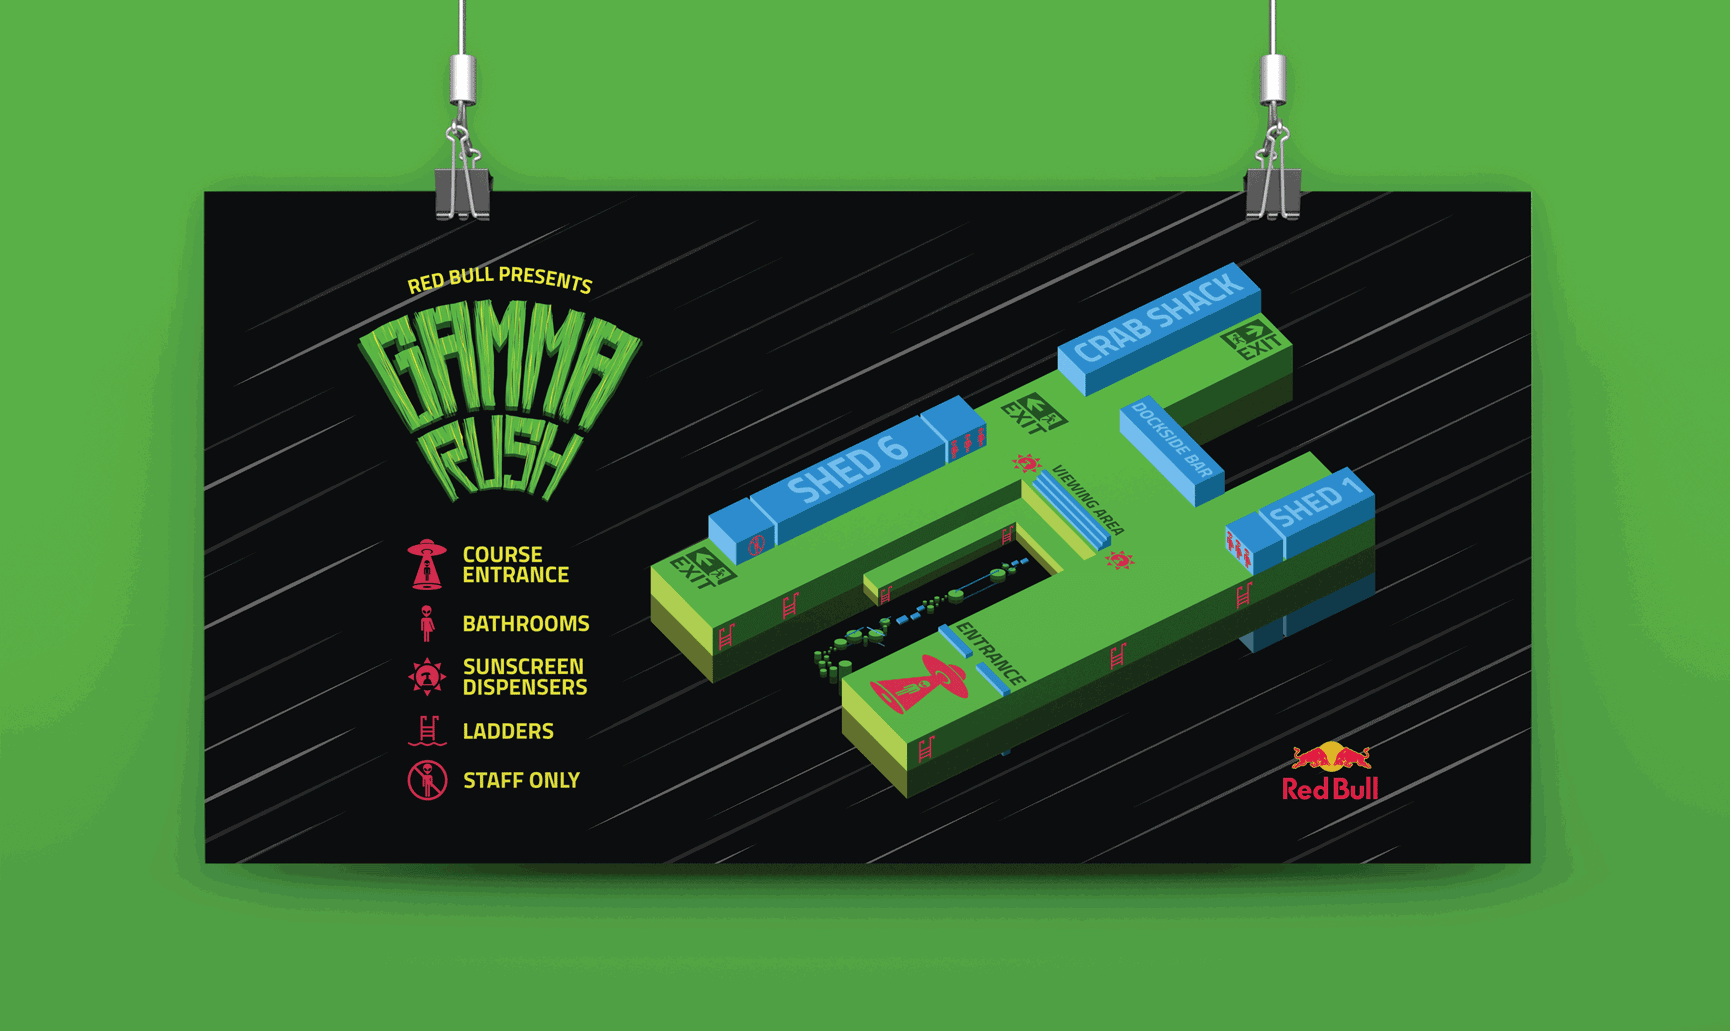 RED BULL PRESENTS
GAMMA
RUSH
COURSE
ENTRANCE
BATHROOMS
SUNSCREEN
DISPENSERS
LADDERS
STAFF ONLY
CRAB SHACK
EXIT
EXIT
DOCKSIDE BAR
SHED 6
VIEWING AREA
SHED 1
EXIT
ENTRANCE
Red Bull